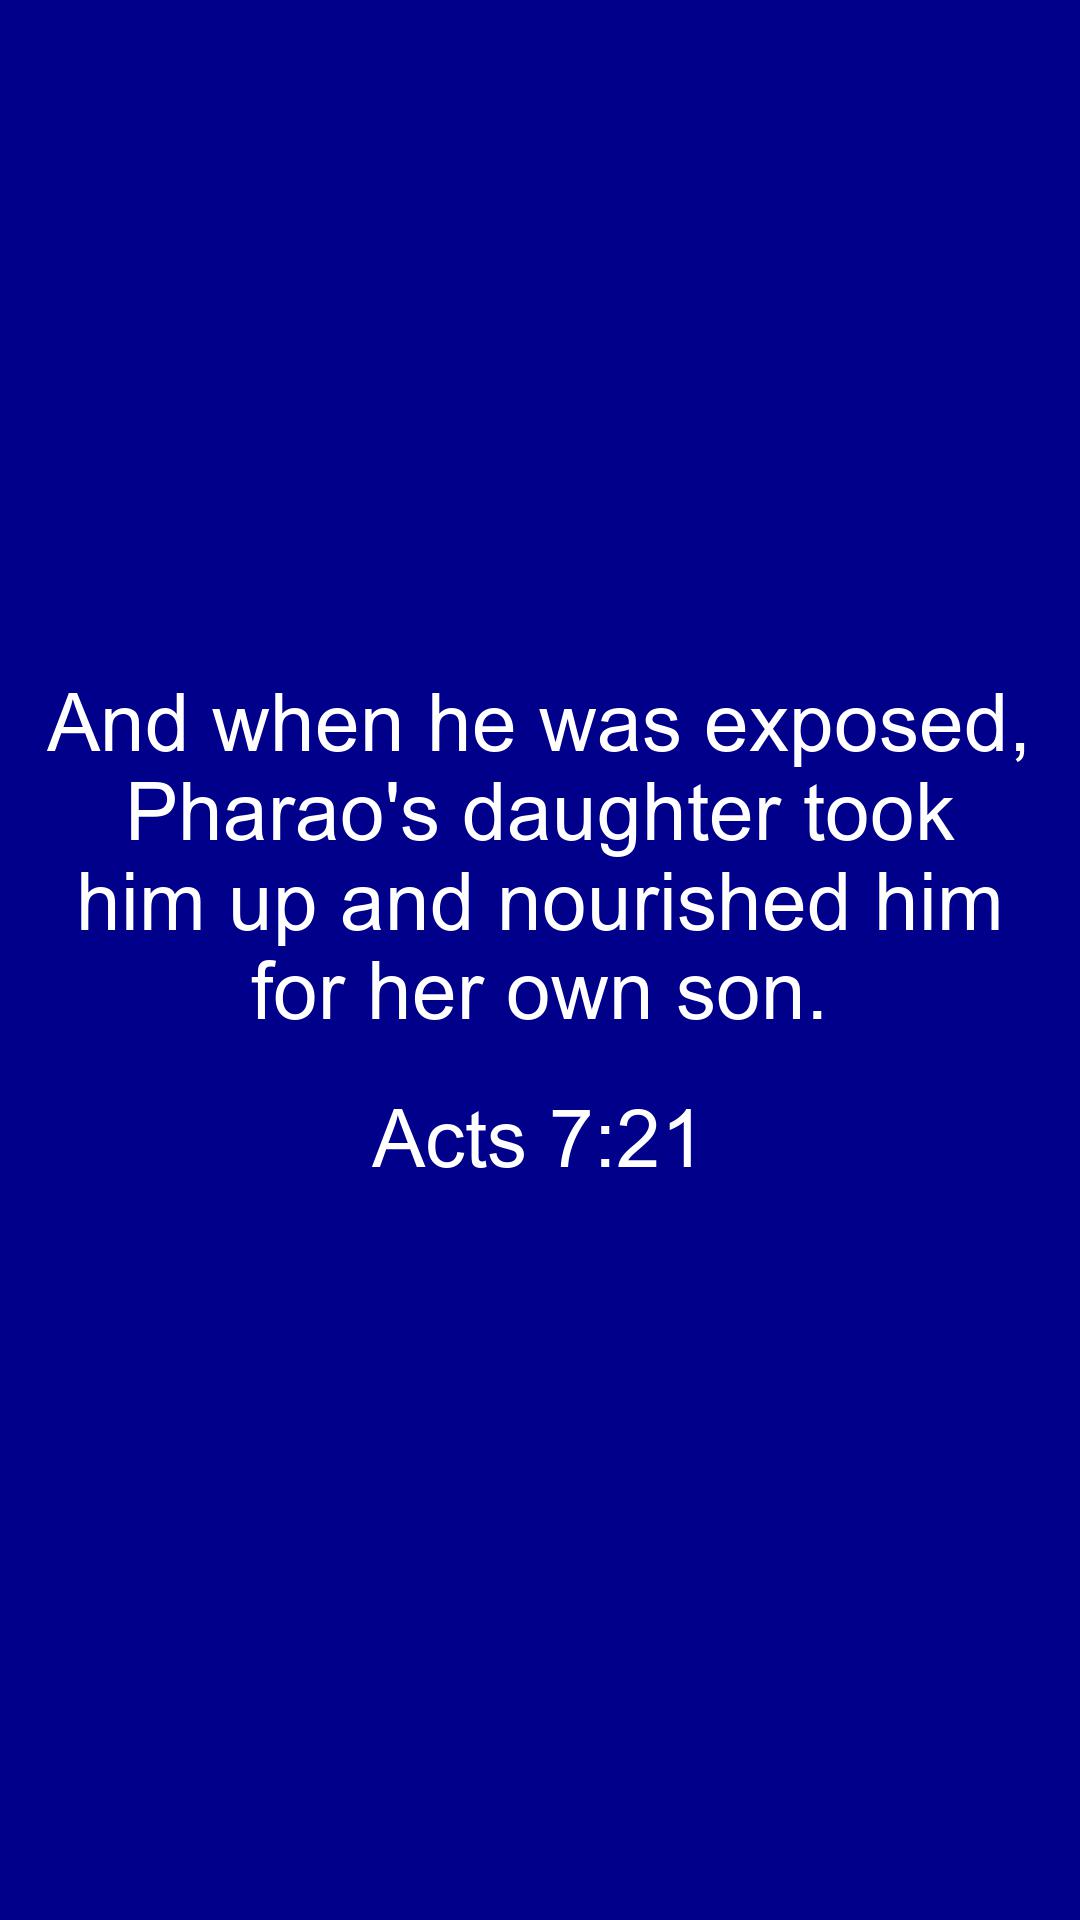 And when he was exposed,
Pharao's daughter took
him up and nourished him
for her own son.
Acts 7:21